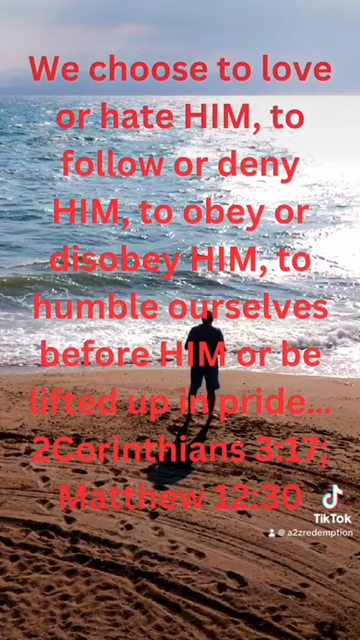 We choose to love
or hate HIM, to
follow or deny
HIM, to obey or
disobey HIM, to
humble ourselves
before HIM or be
lifted up in pride...
2Corinthians 3:17;
Matthew 12:30
TikTok
@ a2zredemption